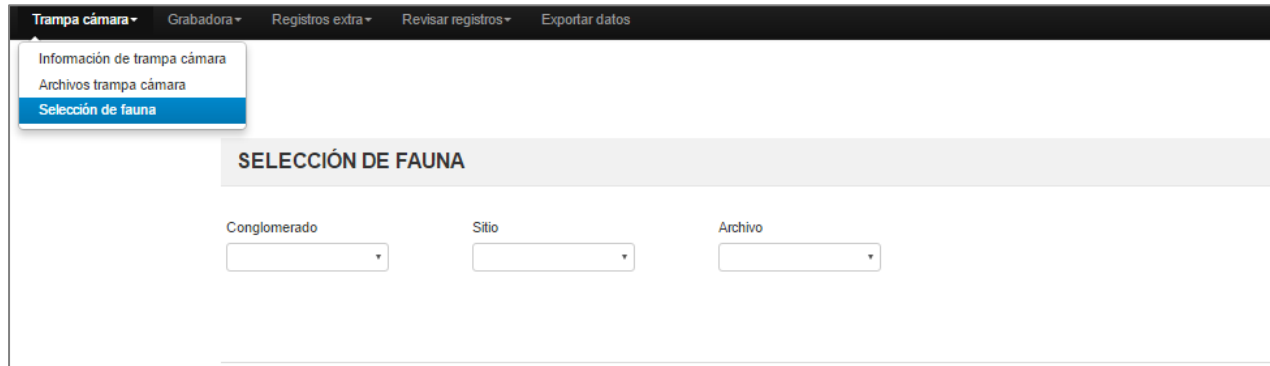 Trampa cámara Grabadora Registros extra Revisar registros Exportar datos
Información de trampa cámara
Archivos trampa cámara
Selección de fauna
SELECCIÓN DE FAUNA
Conglomerado Sitio Archivo